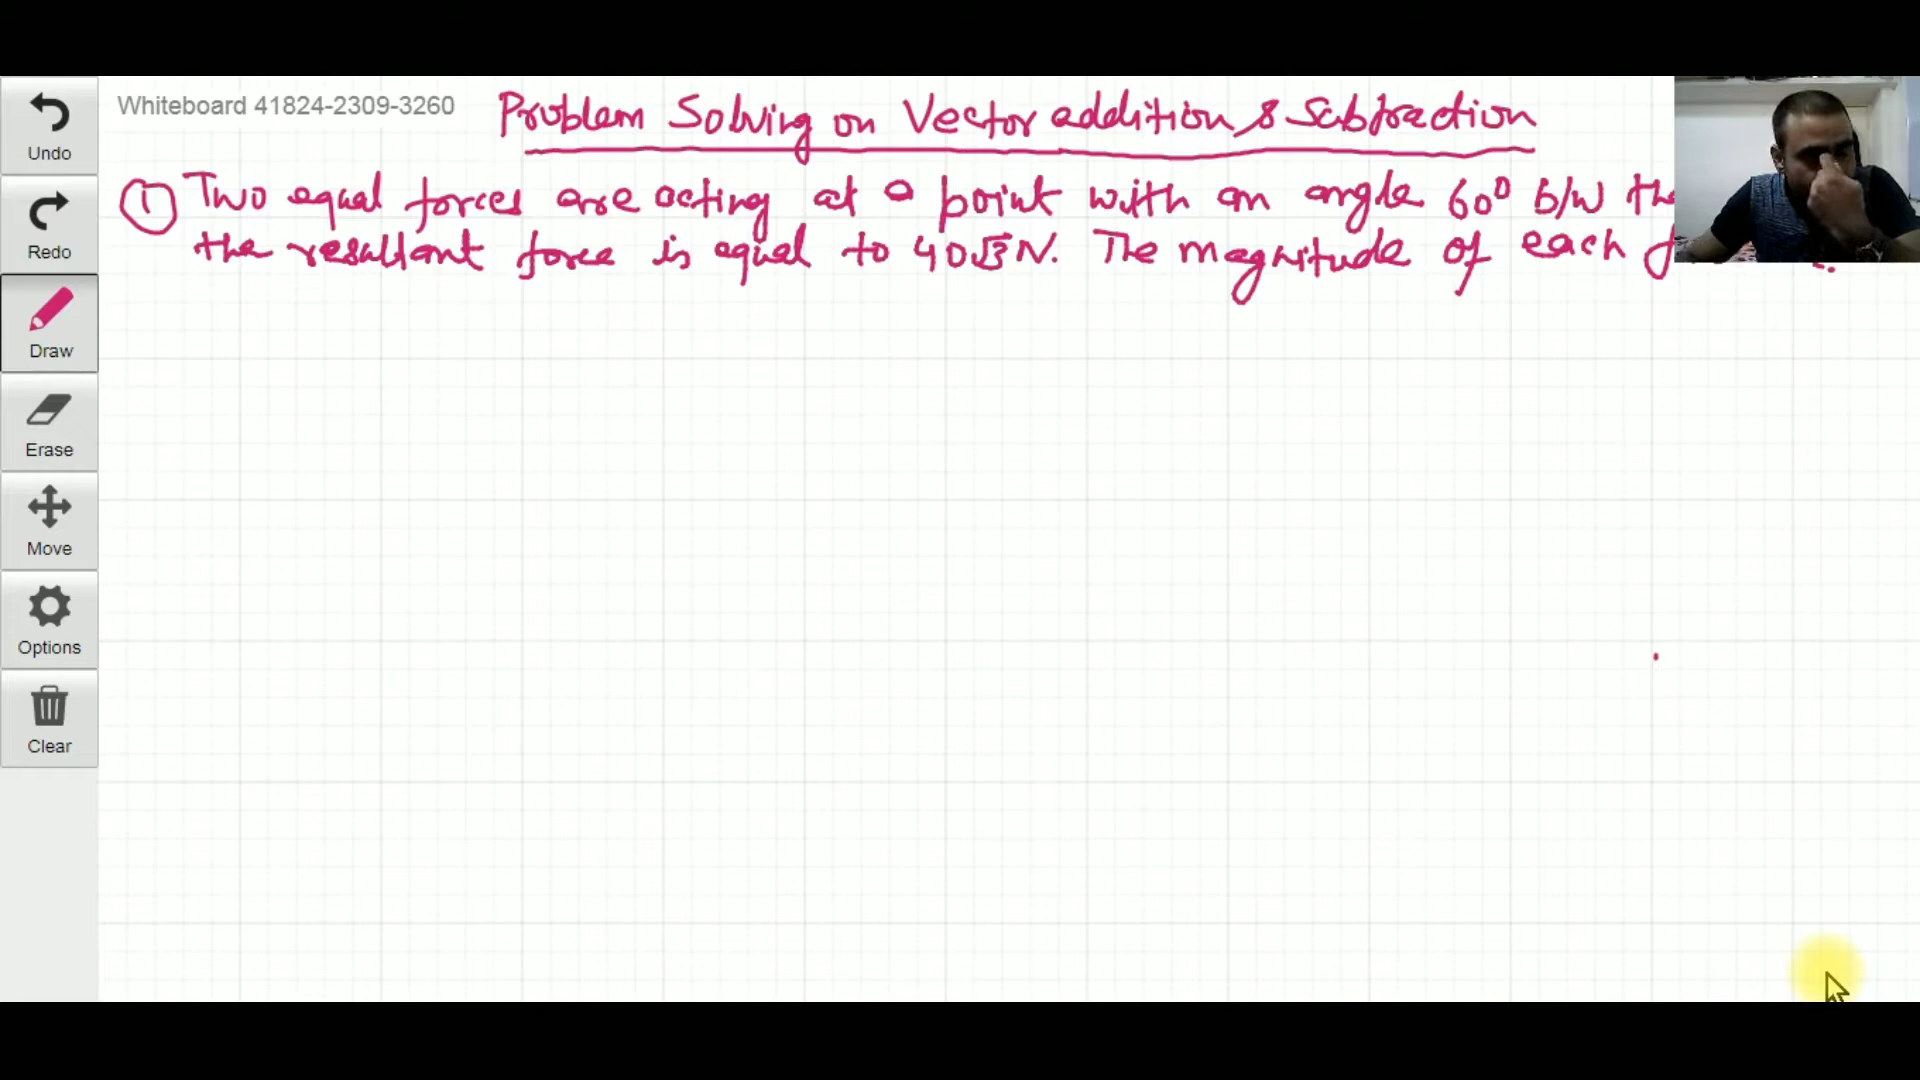 Whiteboard 41824-2309-3260
Problem Solving on Vector addition & Subtraction
① Two equal forces are acting at a point with an angle 60° b/w
the resultant force is equal to 40√3 N. The magnitude of each
Undo
Redo
Draw
Erase
Move
Options
Clear